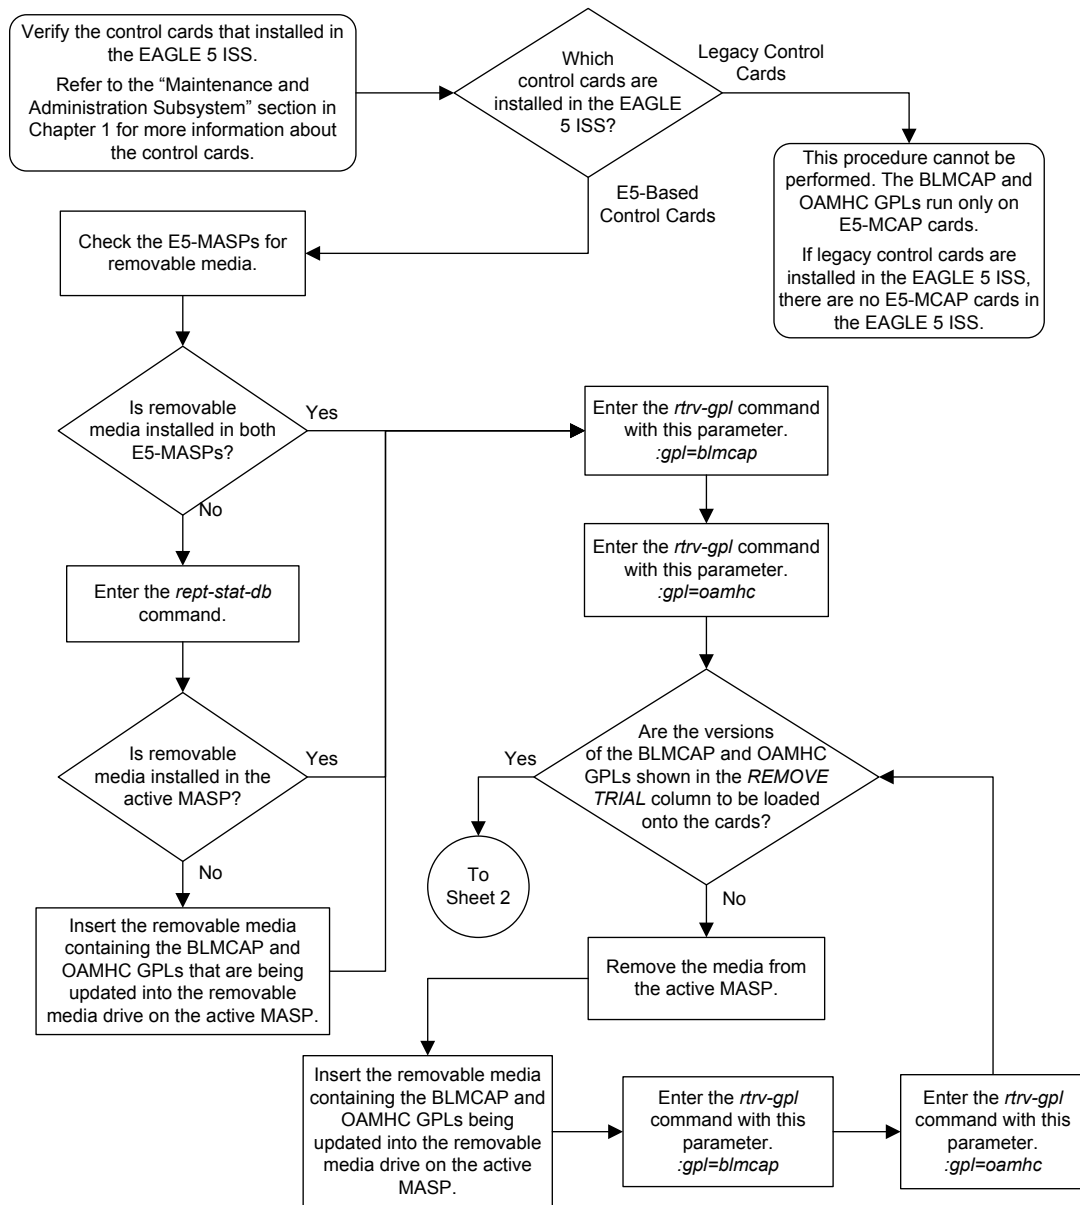 Verify the control cards that installed in
the EAGLE 5 ISS.
Refer to the “Maintenance and
Administration Subsystem” section in
Chapter 1 for more information about
the control cards.
Which
control cards are
installed in the EAGLE
5 ISS?
Legacy Control
Cards
This procedure cannot be
performed. The BLMCAP and
OAMHC GPLs run only on
E5-MCAP cards.
If legacy control cards are
installed in the EAGLE 5 ISS,
there are no E5-MCAP cards in
the EAGLE 5 ISS.
E5-Based
Control Cards
Check the E5-MASPs for
removable media.
Is removable
media installed in both
E5-MASPs?
Yes
No
Enter the rept-stat-db
command.
Is removable
media installed in the
active MASP?
Yes
No
Insert the removable media
containing the BLMCAP and
OAMHC GPLs that are being
updated into the removable
media drive on the active MASP.
Enter the rtrv-gpl command
with this parameter.
:gpl=blmcap
Enter the rtrv-gpl command
with this parameter.
:gpl=oamhc
Are the versions
of the BLMCAP and OAMHC
GPLs shown in the REMOVE
TRIAL column to be loaded
onto the cards?
Yes
To
Sheet 2
No
Remove the media from
the active MASP.
Insert the removable media
containing the BLMCAP and
OAMHC GPLs being
updated into the removable
media drive on the active
MASP.
Enter the rtrv-gpl
command with this
parameter.
:gpl=blmcap
Enter the rtrv-gpl
command with this
parameter.
:gpl=oamhc